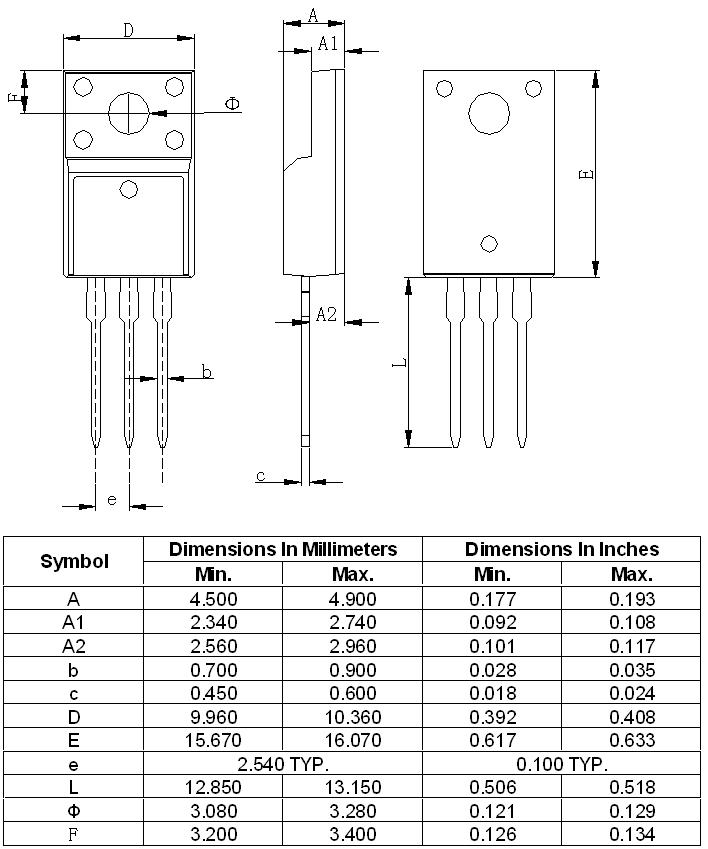 A
D
A1
F
Φ
E
A2
L
b
c
e
Symbol Dimensions In Millimeters Dimensions In Inches
Min. Max. Min. Max.
A 4.500 4.900 0.177 0.193
A1 2.340 2.740 0.092 0.108
A2 2.560 2.960 0.101 0.117
b 0.700 0.900 0.028 0.035
c 0.450 0.600 0.018 0.024
D 9.960 10.360 0.392 0.408
E 15.670 16.070 0.617 0.633
e 2.540 TYP. 0.100 TYP.
L 12.850 13.150 0.506 0.518
Φ 3.080 3.280 0.121 0.129
F 3.200 3.400 0.126 0.134